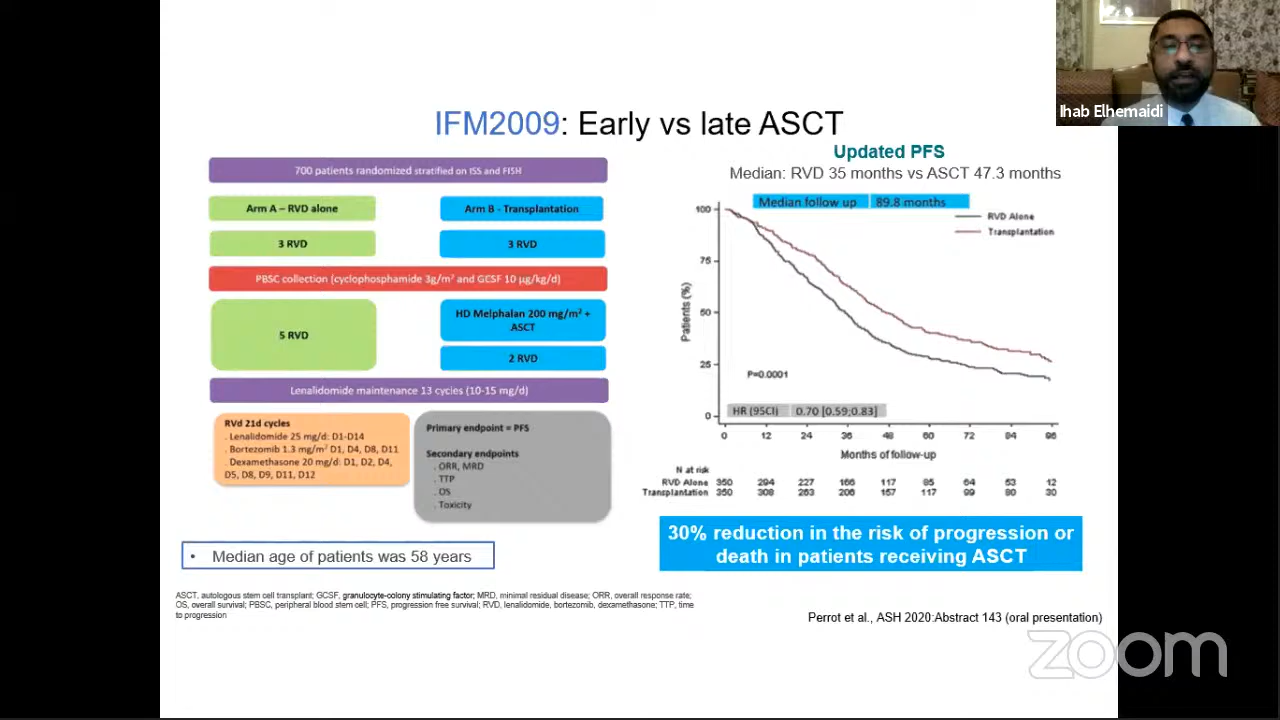 Ihab Elhemaidi
IFM2009: Early vs late ASCT
700 patients randomized stratified on ISS and FISH
Arm A – RVD alone
Arm B - Transplantation
3 RVD
3 RVD
PBSC collection (cyclophosphamide 3g/m² and GCSF 10 µg/kg/d)
5 RVD
HD Melphalan 200 mg/m² +
ASCT
2 RVD
Lenalidomide maintenance 13 cycles (10-15 mg/d)
RVd 21d cycles
. Lenalidomide 25 mg/d: D1-D14
. Bortezomib 1.3 mg/m² D1, D4, D8, D11
. Dexamethasone 20 mg/d: D1, D2, D4,
D5, D8, D9, D11, D12
Primary endpoint = PFS
Secondary endpoints
. ORR, MRD
. TTP
. OS
. Toxicity
• Median age of patients was 58 years
Updated PFS
Median: RVD 35 months vs ASCT 47.3 months
Median follow up 89.8 months
RVD Alone
Transplantation
100
75
50
25
0
Patients (%)
P=0.0001
HR (95CI) 0.70 [0.59;0.83]
0 12 24 36 48 60 72 84 96
Months of follow-up
N at risk
RVD Alone 350 294 227 166 117 85 64 53 12
Transplantation 350 308 263 206 157 117 99 80 30
30% reduction in the risk of progression or
death in patients receiving ASCT
ASCT, autologous stem cell transplant; GCSF, granulocyte-colony stimulating factor; MRD, minimal residual disease; ORR, overall response rate;
OS, overall survival; PBSC, peripheral blood stem cell; PFS, progression free survival; RVD, lenalidomide, bortezomib, dexamethasone; TTP, time
to progression
Perrot et al., ASH 2020:Abstract 143 (oral presentation)
zoom